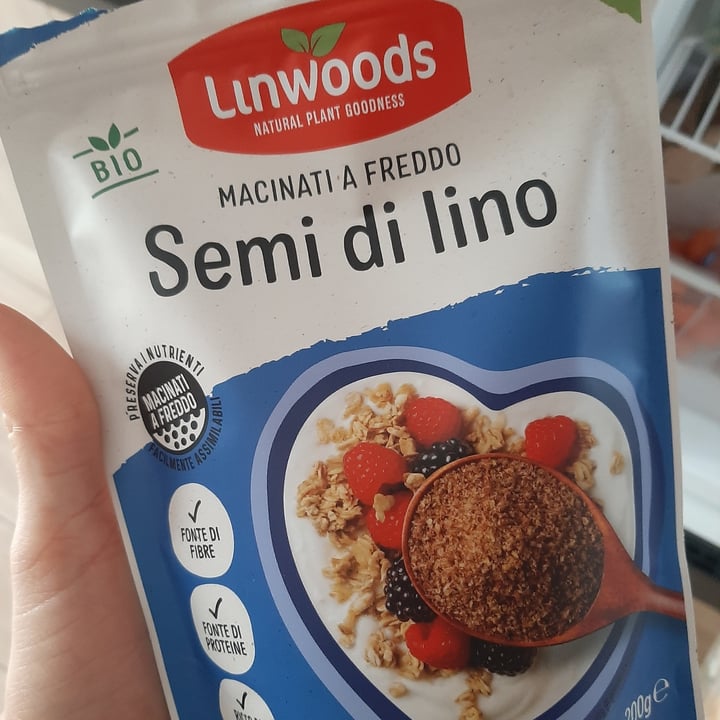 Linwoods
NATURAL PLANT GOODNESS
BIO
MACINATI A FREDDO
Semi di lino
PRESERVA I NUTRIENTI
MACINATI
A FREDDO
FACILMENTE ASSIMILABILI
FONTE DI
FIBRE
FONTE DI
PROTEINE
200g e